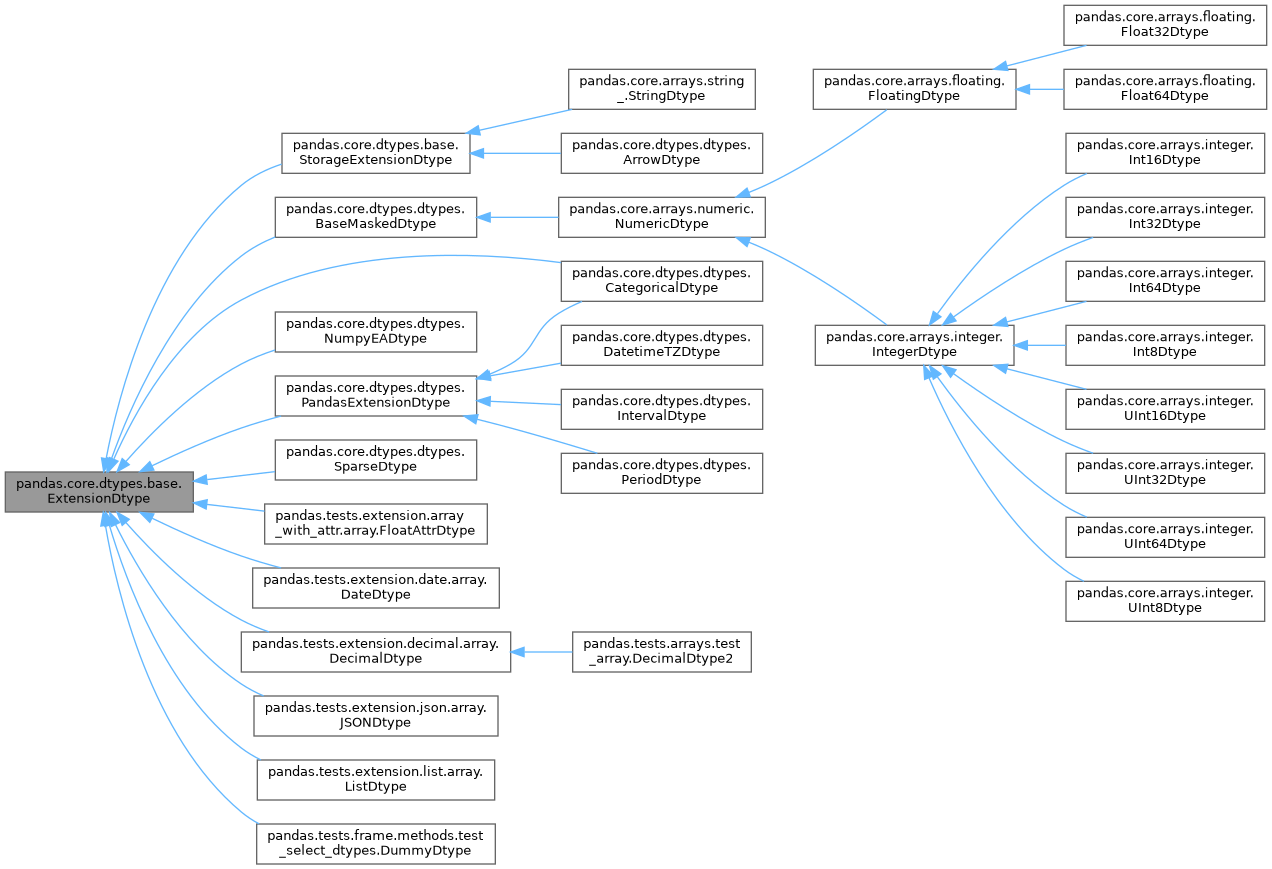 pandas.core.dtypes.base.
ExtensionDtype
pandas.core.dtypes.base.
StorageExtensionDtype
pandas.core.arrays.string
_.StringDtype
pandas.core.dtypes.dtypes.
ArrowDtype
pandas.core.dtypes.dtypes.
BaseMaskedDtype
pandas.core.arrays.numeric.
NumericDtype
pandas.core.arrays.floating.
FloatingDtype
pandas.core.arrays.floating.
Float32Dtype
pandas.core.arrays.floating.
Float64Dtype
pandas.core.arrays.integer.
IntegerDtype
pandas.core.arrays.integer.
Int16Dtype
pandas.core.arrays.integer.
Int32Dtype
pandas.core.arrays.integer.
Int64Dtype
pandas.core.arrays.integer.
Int8Dtype
pandas.core.arrays.integer.
UInt16Dtype
pandas.core.arrays.integer.
UInt32Dtype
pandas.core.arrays.integer.
UInt64Dtype
pandas.core.arrays.integer.
UInt8Dtype
pandas.core.dtypes.dtypes.
CategoricalDtype
pandas.core.dtypes.dtypes.
NumpyEADtype
pandas.core.dtypes.dtypes.
PandasExtensionDtype
pandas.core.dtypes.dtypes.
DatetimeTZDtype
pandas.core.dtypes.dtypes.
IntervalDtype
pandas.core.dtypes.dtypes.
PeriodDtype
pandas.core.dtypes.dtypes.
SparseDtype
pandas.tests.extension.array
_with_attr.array.FloatAttrDtype
pandas.tests.extension.date.array.
DateDtype
pandas.tests.extension.decimal.array.
DecimalDtype
pandas.tests.arrays.test
_array.DecimalDtype2
pandas.tests.extension.json.array.
JSONDtype
pandas.tests.extension.list.array.
ListDtype
pandas.tests.frame.methods.test
_select_dtypes.DummyDtype